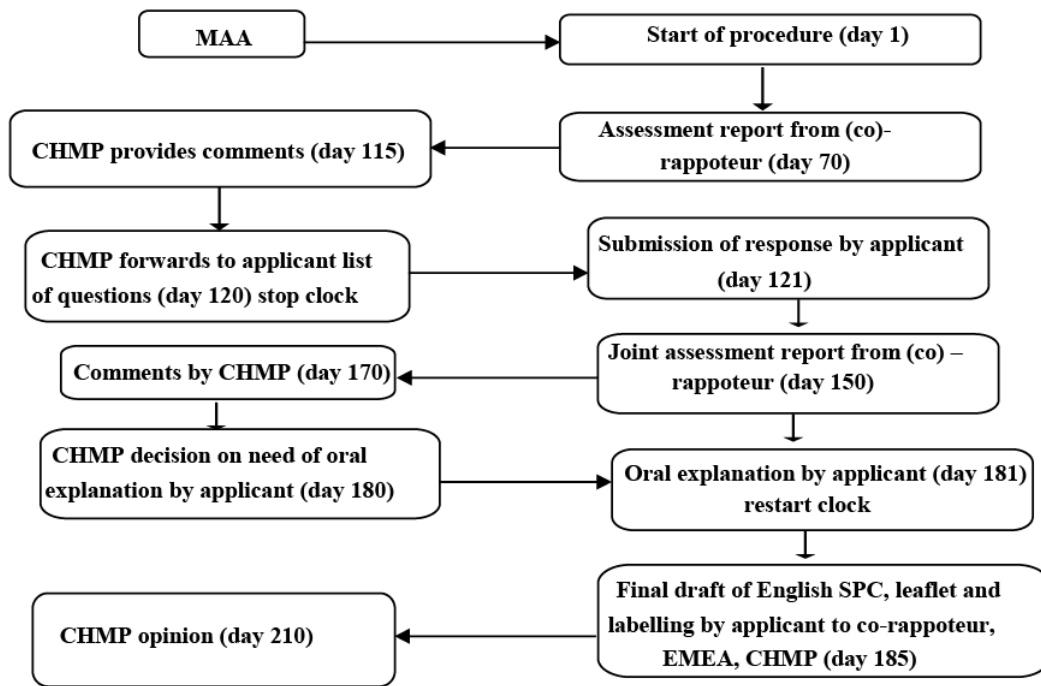 MAA
Start of procedure (day 1)
Assessment report from (co)-
rappoteur (day 70)
CHMP provides comments (day 115)
CHMP forwards to applicant list
of questions (day 120) stop clock
Submission of response by applicant
(day 121)
Joint assessment report from (co) –
rappoteur (day 150)
Comments by CHMP (day 170)
CHMP decision on need of oral
explanation by applicant (day 180)
Oral explanation by applicant (day 181)
restart clock
Final draft of English SPC, leaflet and
labelling by applicant to co-rappoteur,
EMEA, CHMP (day 185)
CHMP opinion (day 210)